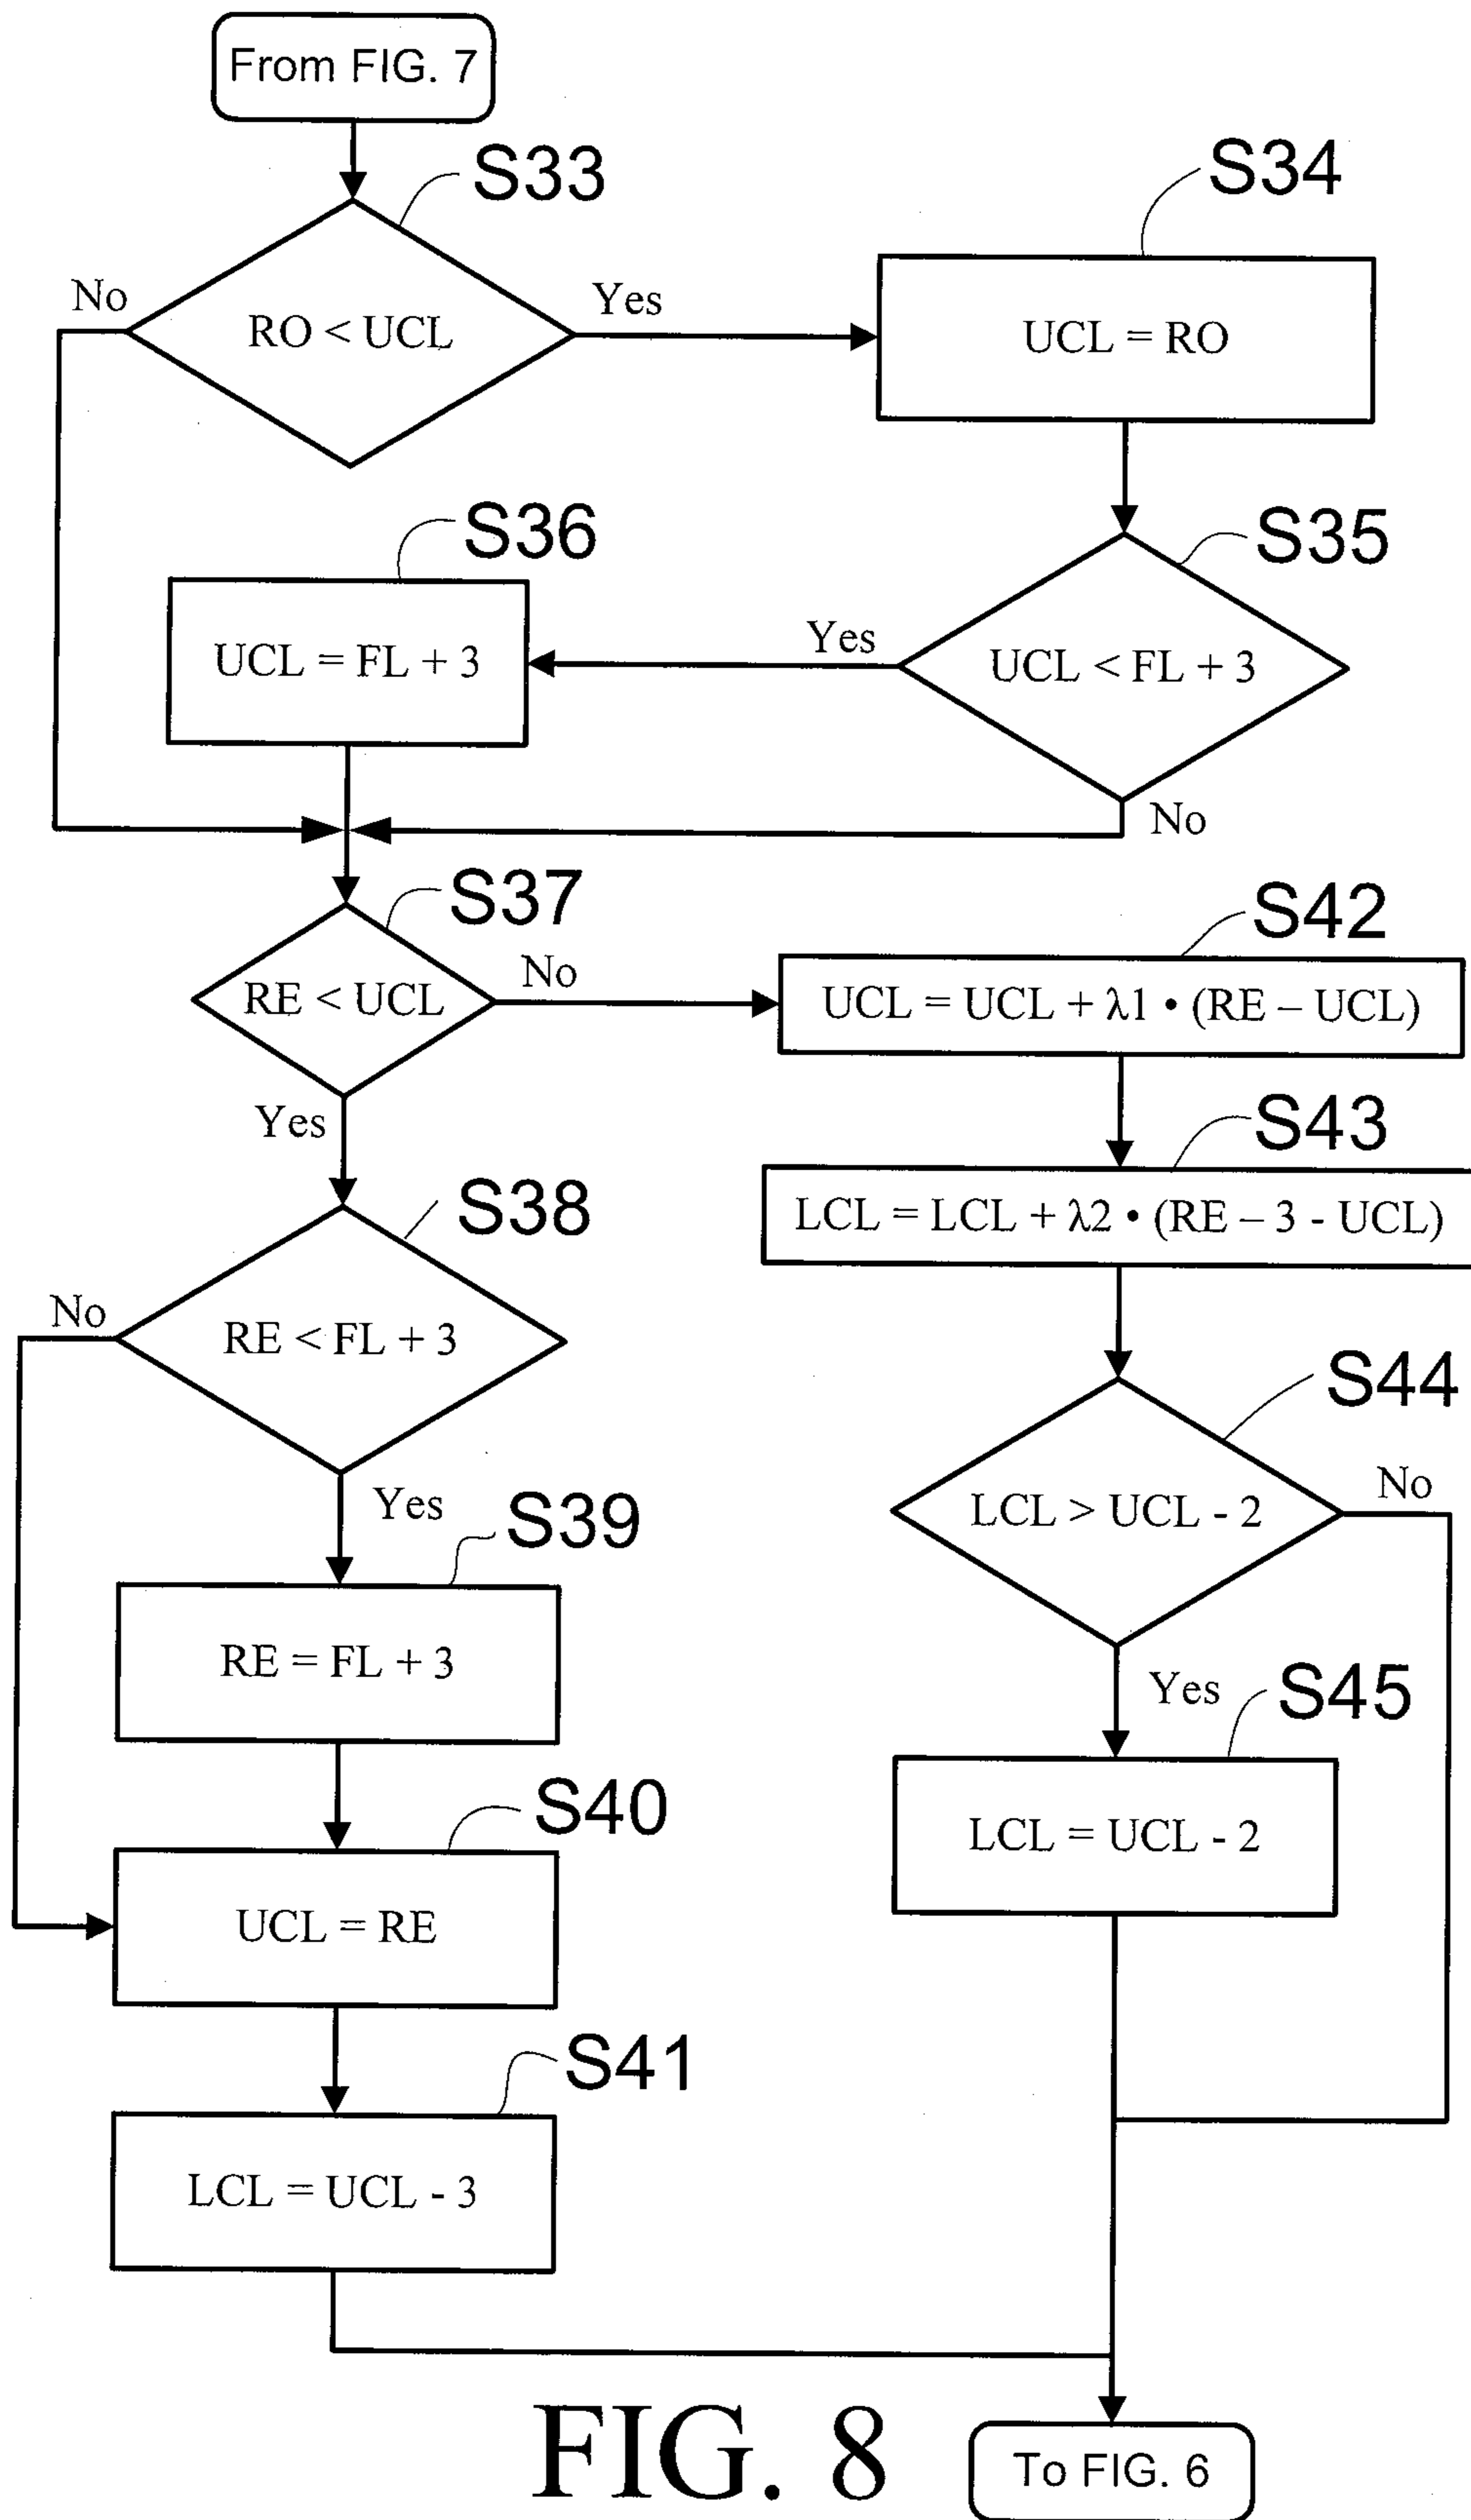 From FIG. 7
S33
S34
No
RO < UCL
Yes
UCL = RO
S36
S35
UCL = FL + 3
Yes
UCL < FL + 3
No
S37
S42
RE < UCL
No
UCL = UCL + λ1 • (RE – UCL)
Yes
S43
LCL = LCL + λ2 • (RE – 3 - UCL)
S38
No
RE < FL + 3
S44
Yes
LCL > UCL - 2
No
S39
RE = FL + 3
Yes
S45
S40
LCL = UCL - 2
UCL = RE
S41
LCL = UCL - 3
FIG. 8
To FIG. 6